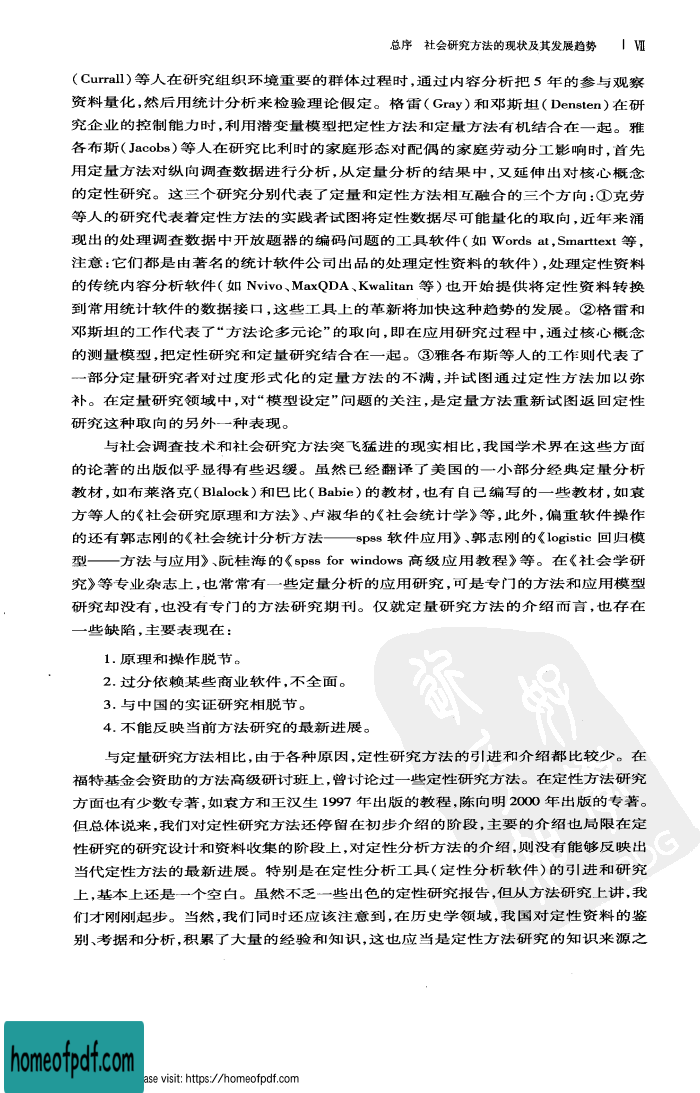 总序　社会研究方法的现状及其发展趋势 | Ⅶ
(Currall)等人在研究组织环境重要的群体过程时,通过内容分析把 5 年的参与观察
资料量化,然后用统计分析来检验理论假定。格雷(Gray)和邓斯坦(Densten)在研
究企业的控制能力时,利用潜变量模型把定性方法和定量方法有机结合在一起。雅
各布斯(Jacobs)等人在研究比利时的家庭形态对配偶的家庭劳动分工影响时,首先
用定量方法对纵向调查数据进行分析,从定量分析的结果中,又延伸出对核心概念
的定性研究。这三个研究分别代表了定量和定性方法相互融合的三个方向:①克劳
等人的研究代表着定性方法的实践者试图将定性数据尽可能量化的取向,近年来涌
现出的处理调查数据中开放题器的编码问题的工具软件(如 Words at,Smarttext 等,
注意:它们都是由著名的统计软件公司出品的处理定性资料的软件),处理定性资料
的传统内容分析软件(如 Nvivo、MaxQDA、Kwalitan 等)也开始提供将定性资料转换
到常用统计软件的数据接口,这些工具上的革新将加快这种趋势的发展。②格雷和
邓斯坦的工作代表了“方法论多元论”的取向,即在应用研究过程中,通过核心概念
的测量模型,把定性研究和定量研究结合在一起。③雅各布斯等人的工作则代表了
一部分定量研究者对过度形式化的定量方法的不满,并试图通过定性方法加以弥
补。在定量研究领域中,对“模型设定”问题的关注,是定量方法重新试图返回定性
研究这种取向的另外一种表现。
与社会调查技术和社会研究方法突飞猛进的现实相比,我国学术界在这些方面
的论著的出版似乎显得有些迟缓。虽然已经翻译了美国的一小部分经典定量分析
教材,如布莱洛克(Blalock)和巴比(Babie)的教材,也有自己编写的一些教材,如袁
方等人的《社会研究原理和方法》、卢淑华的《社会统计学》等,此外,偏重软件操作
的还有郭志刚的《社会统计分析方法——spss 软件应用》、郭志刚的《logistic 回归模
型——方法与应用》、阮桂海的《spss for windows 高级应用教程》等。在《社会学研
究》等专业杂志上,也常常有一些定量分析的应用研究,可是专门的方法和应用模型
研究却没有,也没有专门的方法研究期刊。仅就定量研究方法的介绍而言,也存在
一些缺陷,主要表现在:
1. 原理和操作脱节。
2. 过分依赖某些商业软件,不全面。
3. 与中国的实证研究相脱节。
4. 不能反映当前方法研究的最新进展。
与定量研究方法相比,由于各种原因,定性研究方法的引进和介绍都比较少。在
福特基金会资助的方法高级研讨班上,曾讨论过一些定性研究方法。在定性方法研究
方面也有少数专著,如袁方和王汉生 1997 年出版的教程,陈向明 2000 年出版的专著。
但总体说来,我们对定性研究方法还停留在初步介绍的阶段,主要的介绍也局限在定
性研究的研究设计和资料收集的阶段上,对定性分析方法的介绍,则没有能够反映出
当代定性方法的最新进展。特别是在定性分析工具(定性分析软件)的引进和研究
上,基本上还是一个空白。虽然不乏一些出色的定性研究报告,但从方法研究上讲,我
们才刚刚起步。当然,我们同时还应该注意到,在历史学领域,我国对定性资料的鉴
别、考据和分析,积累了大量的经验和知识,这也应当是定性方法研究的知识来源之
homeofpdf.com
ase visit: https://homeofpdf.com